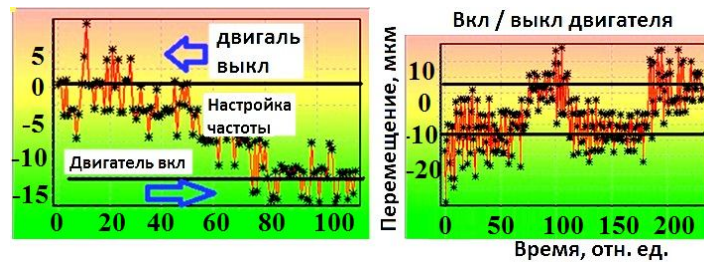 двигаль
выкл
Настройка
частоты
Двигатель вкл
5
0
-5
-10
-15
0 20 40 60 80 100
Вкл / выкл двигателя
Перемещение, мкм
10
0
-10
-20
0 50 100 150 200
Время, отн. ед.